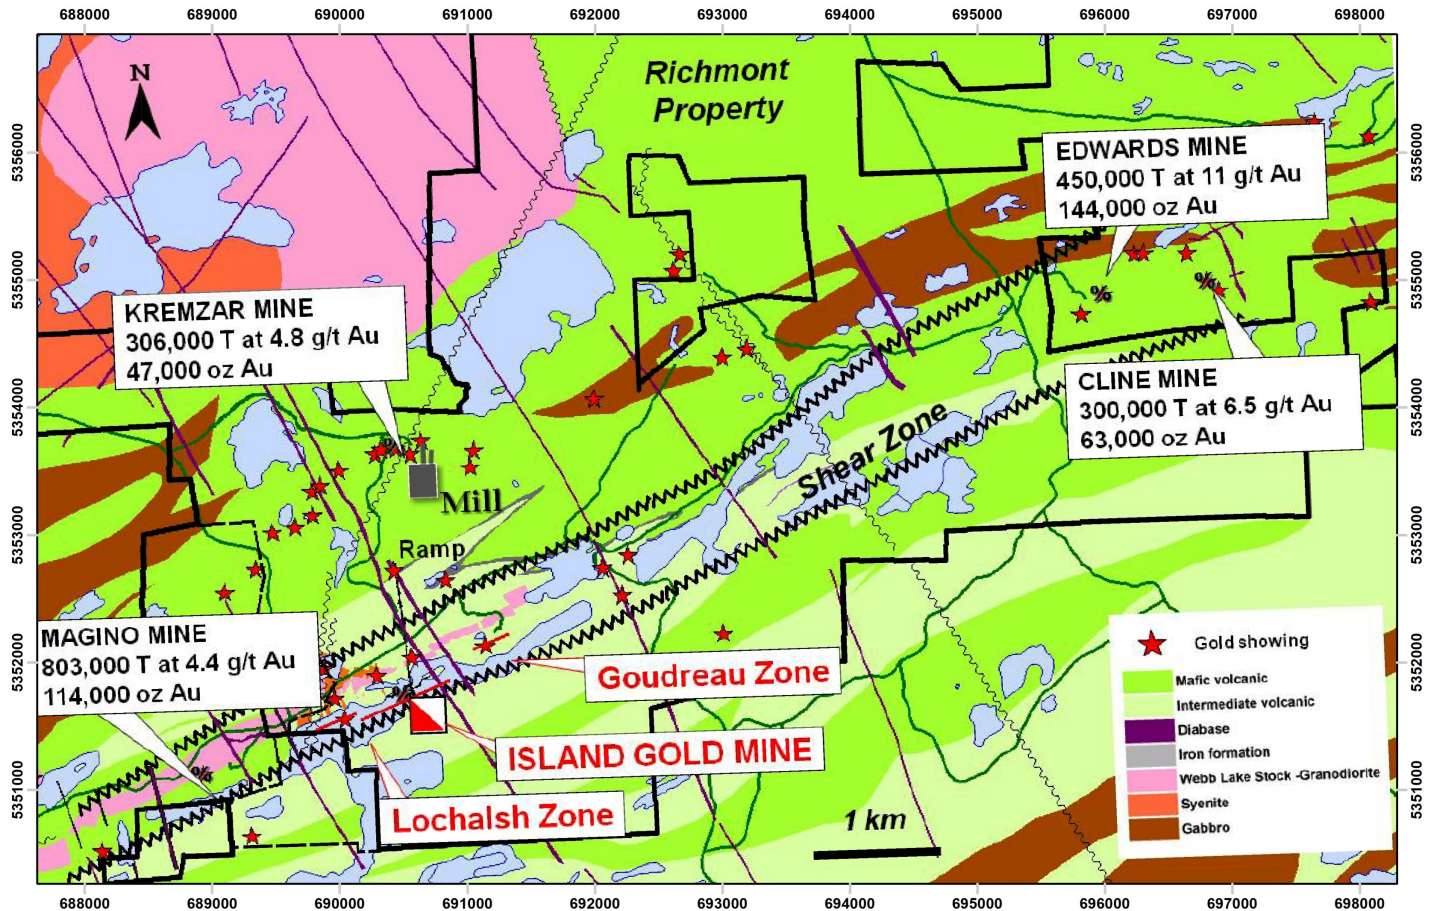 688000 689000 690000 691000 692000 693000 694000 695000 696000 697000 698000
N
Richmont
Property
5356000
5356000
EDWARDS MINE
450,000 T at 11 g/t Au
144,000 oz Au
5355000
5355000
%
%
KREMZAR MINE
306,000 T at 4.8 g/t Au
47,000 oz Au
CLINE MINE
300,000 T at 6.5 g/t Au
63,000 oz Au
5354000
5354000
Shear Zone
%
Mill
5353000
5353000
Ramp
MAGINO MINE
803,000 T at 4.4 g/t Au
114,000 oz Au
5352000
5352000
Goudreau Zone
%
ISLAND GOLD MINE
%
Lochalsh Zone
5351000
5351000
1 km
Gold showing
Mafic volcanic
Intermediate volcanic
Diabase
Iron formation
Webb Lake Stock -Granodiorite
Syenite
Gabbro
688000 689000 690000 691000 692000 693000 694000 695000 696000 697000 698000